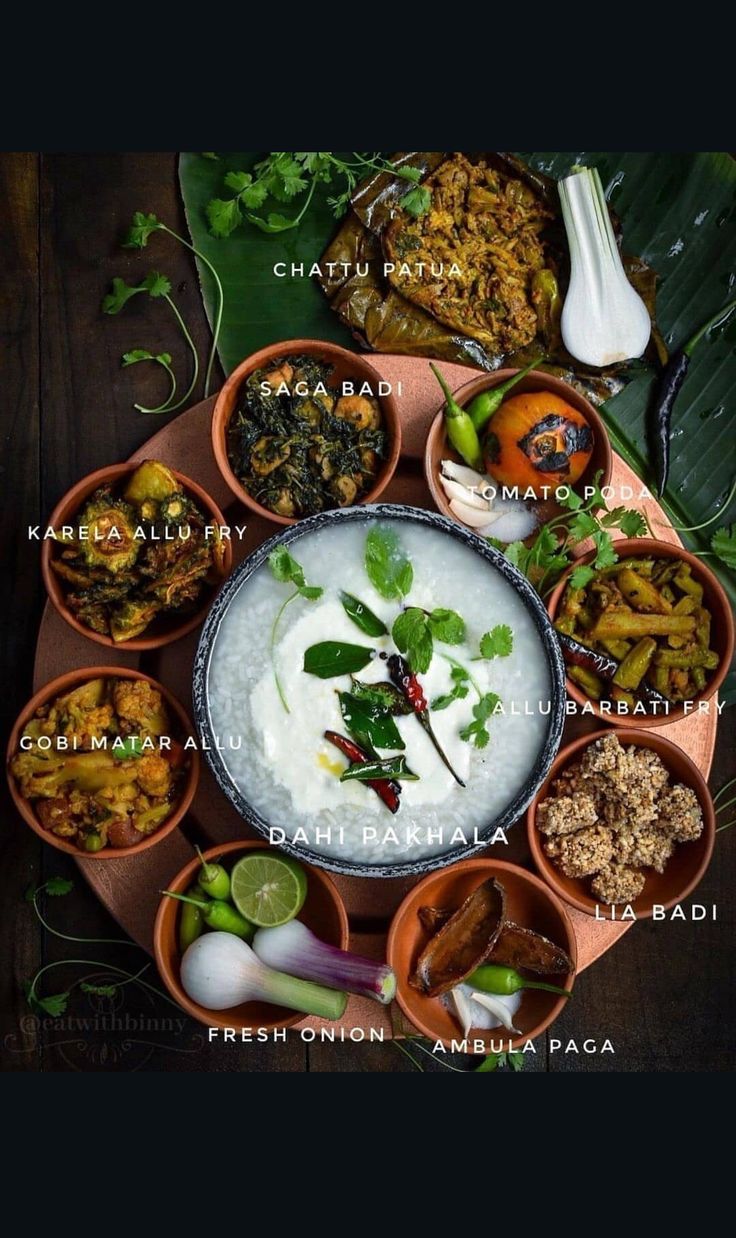 CHATTU PATUA
SAGA BADI
TOMATO PODA
KARELA ALLU FRY
ALLU BARBATI FRY
GOBI MATAR ALLU
DAHI PAKHALA
LIA BADI
FRESH ONION
AMBULA PAGA
@eatwithbinny